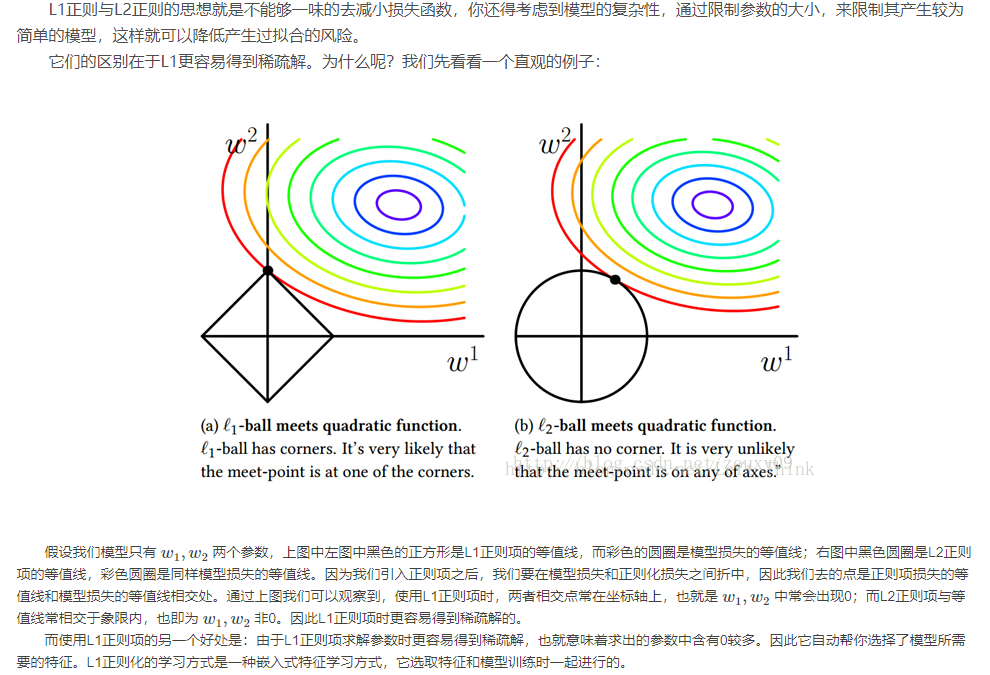 L1正则与L2正则的思想就是不能够一味的去减小损失函数，你还得考虑到模型的复杂性，通过限制参数的大小，来限制其产生较为
简单的模型，这样就可以降低产生过拟合的风险。
它们的区别在于L1更容易得到稀疏解。为什么呢？我们先看看一个直观的例子：
w²
w²
w¹
w¹
(a) ℓ₁-ball meets quadratic function.
ℓ₁-ball has corners. It's very likely that
the meet-point is at one of the corners.
(b) ℓ₂-ball meets quadratic function.
ℓ₂-ball has no corner. It is very unlikely
that the meet-point is on any of axes."
http://blog.csdn.net/zouxy09
假设我们模型只有 w₁, w₂ 两个参数，上图中左图中黑色的正方形是L1正则项的等值线，而彩色的圆圈是模型损失的等值线；右图中黑色圆圈是L2正则
项的等值线，彩色圆圈是同样模型损失的等值线。因为我们引入正则项之后，我们要在模型损失和正则化损失之间折中，因此我们去的点是正则项损失的等
值线和模型损失的等值线相交处。通过上图我们可以观察到，使用L1正则项时，两者相交点常在坐标轴上，也就是 w₁, w₂ 中常会出现0；而L2正则项与等
值线常相交于象限内，也即为 w₁, w₂ 非0。因此L1正则项时更容易得到稀疏解的。
而使用L1正则项的另一个好处是：由于L1正则项求解参数时更容易得到稀疏解，也就意味着求出的参数中含有0较多。因此它自动帮你选择了模型所需
要的特征。L1正则化的学习方式是一种嵌入式特征学习方式，它选取特征和模型训练时一起进行的。